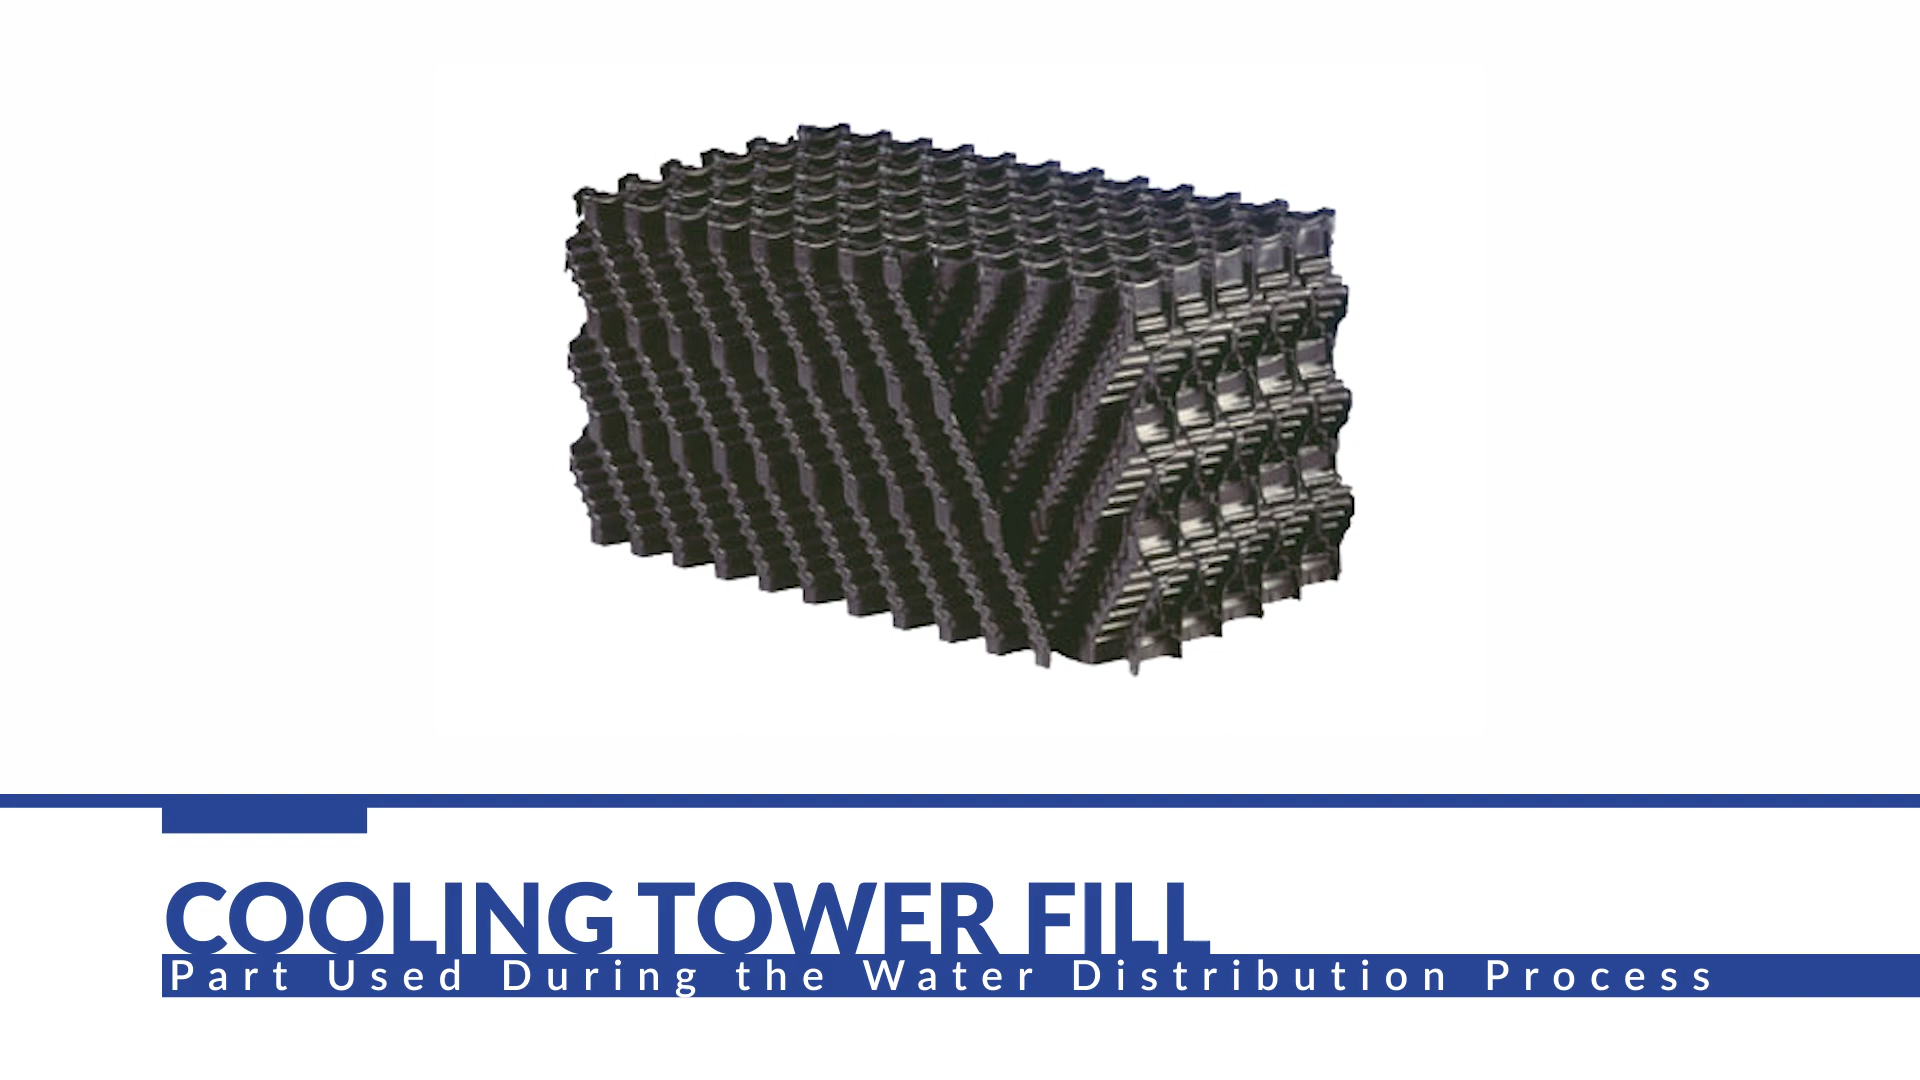 COOLING TOWER FILL
Part Used During the Water Distribution Process